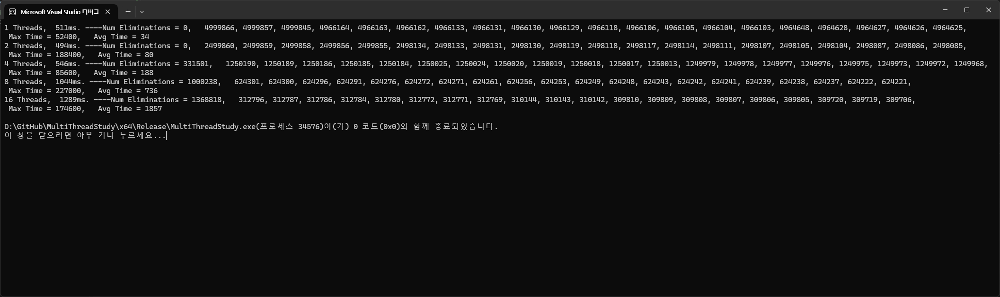 Microsoft Visual Studio 디버그
1 Threads,  511ms. ----Num Eliminations = 0,   4999866, 4999857, 4999845, 4966164, 4966163, 4966162, 4966133, 4966131, 4966130, 4966129, 4966118, 4966106, 4966105, 4966104, 4966103, 4964648, 4964628, 4964627, 4964626, 4964625,
 Max Time = 52400,   Avg Time = 34
2 Threads,  494ms. ----Num Eliminations = 0,   2499860, 2499859, 2499858, 2499856, 2499855, 2498134, 2498133, 2498131, 2498130, 2498119, 2498118, 2498117, 2498114, 2498111, 2498107, 2498105, 2498104, 2498087, 2498086, 2498085,
 Max Time = 188400,   Avg Time = 80
4 Threads,  546ms. ----Num Eliminations = 331501,   1250190, 1250189, 1250186, 1250185, 1250184, 1250025, 1250024, 1250020, 1250019, 1250018, 1250017, 1250013, 1249979, 1249978, 1249977, 1249976, 1249975, 1249973, 1249972, 1249968,
 Max Time = 85600,   Avg Time = 188
8 Threads,  1044ms. ----Num Eliminations = 1000238,   624301, 624300, 624296, 624291, 624276, 624272, 624271, 624261, 624256, 624253, 624249, 624248, 624243, 624242, 624241, 624239, 624238, 624237, 624222, 624221,
 Max Time = 227000,   Avg Time = 736
16 Threads,  1289ms. ----Num Eliminations = 1368818,   312796, 312787, 312786, 312784, 312780, 312772, 312771, 312769, 310144, 310143, 310142, 309810, 309809, 309808, 309807, 309806, 309805, 309720, 309719, 309706,
 Max Time = 174600,   Avg Time = 1857
D:\GitHub\MultiThreadStudy\x64\Release\MultiThreadStudy.exe(프로세스 34576)이(가) 0 코드(0x0)와 함께 종료되었습니다.
이 창을 닫으려면 아무 키나 누르세요...